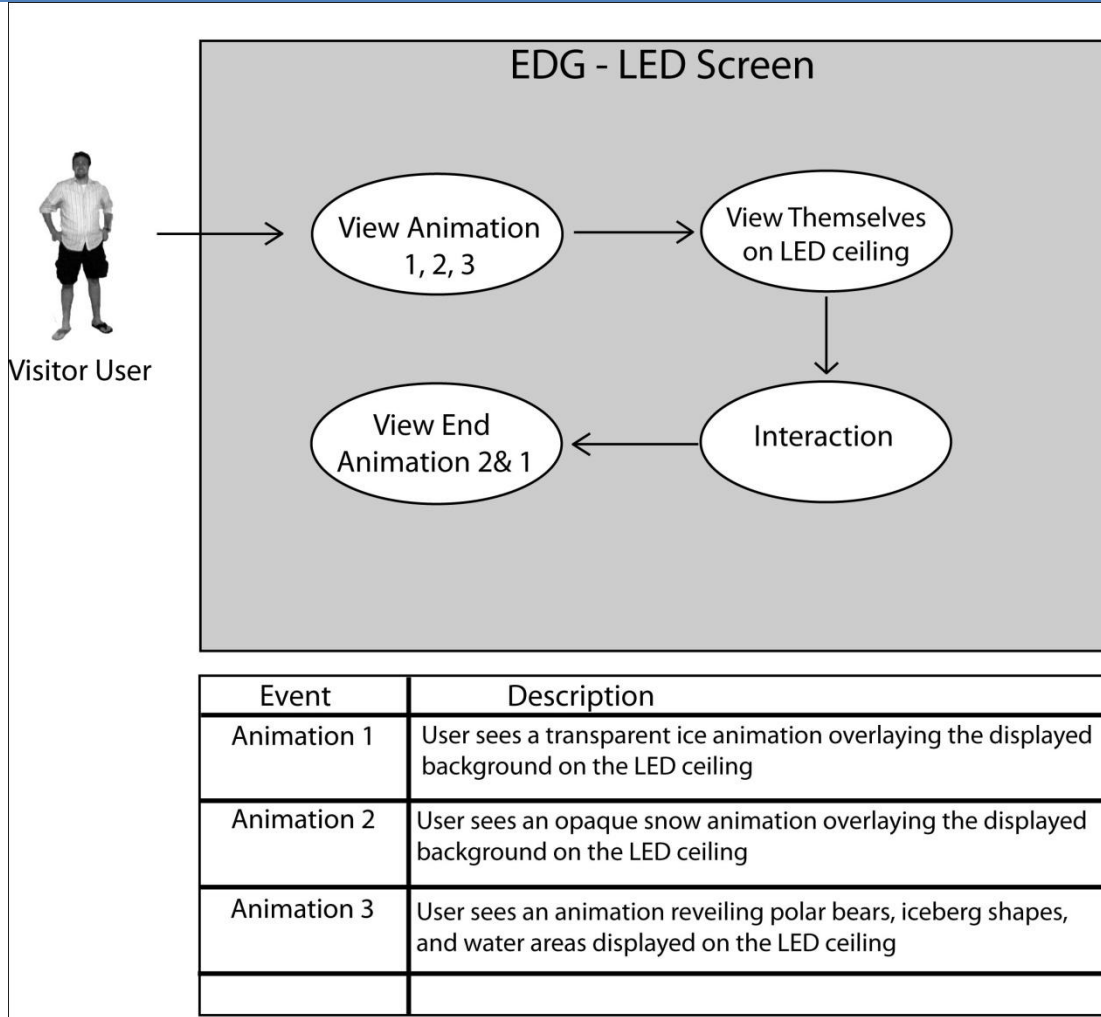 EDG - LED Screen
View Animation
1, 2, 3
View Themselves
on LED ceiling
Visitor User
View End
Animation 2& 1
Interaction
Event
Description
Animation 1
User sees a transparent ice animation overlaying the displayed
background on the LED ceiling
Animation 2
User sees an opaque snow animation overlaying the displayed
background on the LED ceiling
Animation 3
User sees an animation reveiling polar bears, iceberg shapes,
and water areas displayed on the LED ceiling